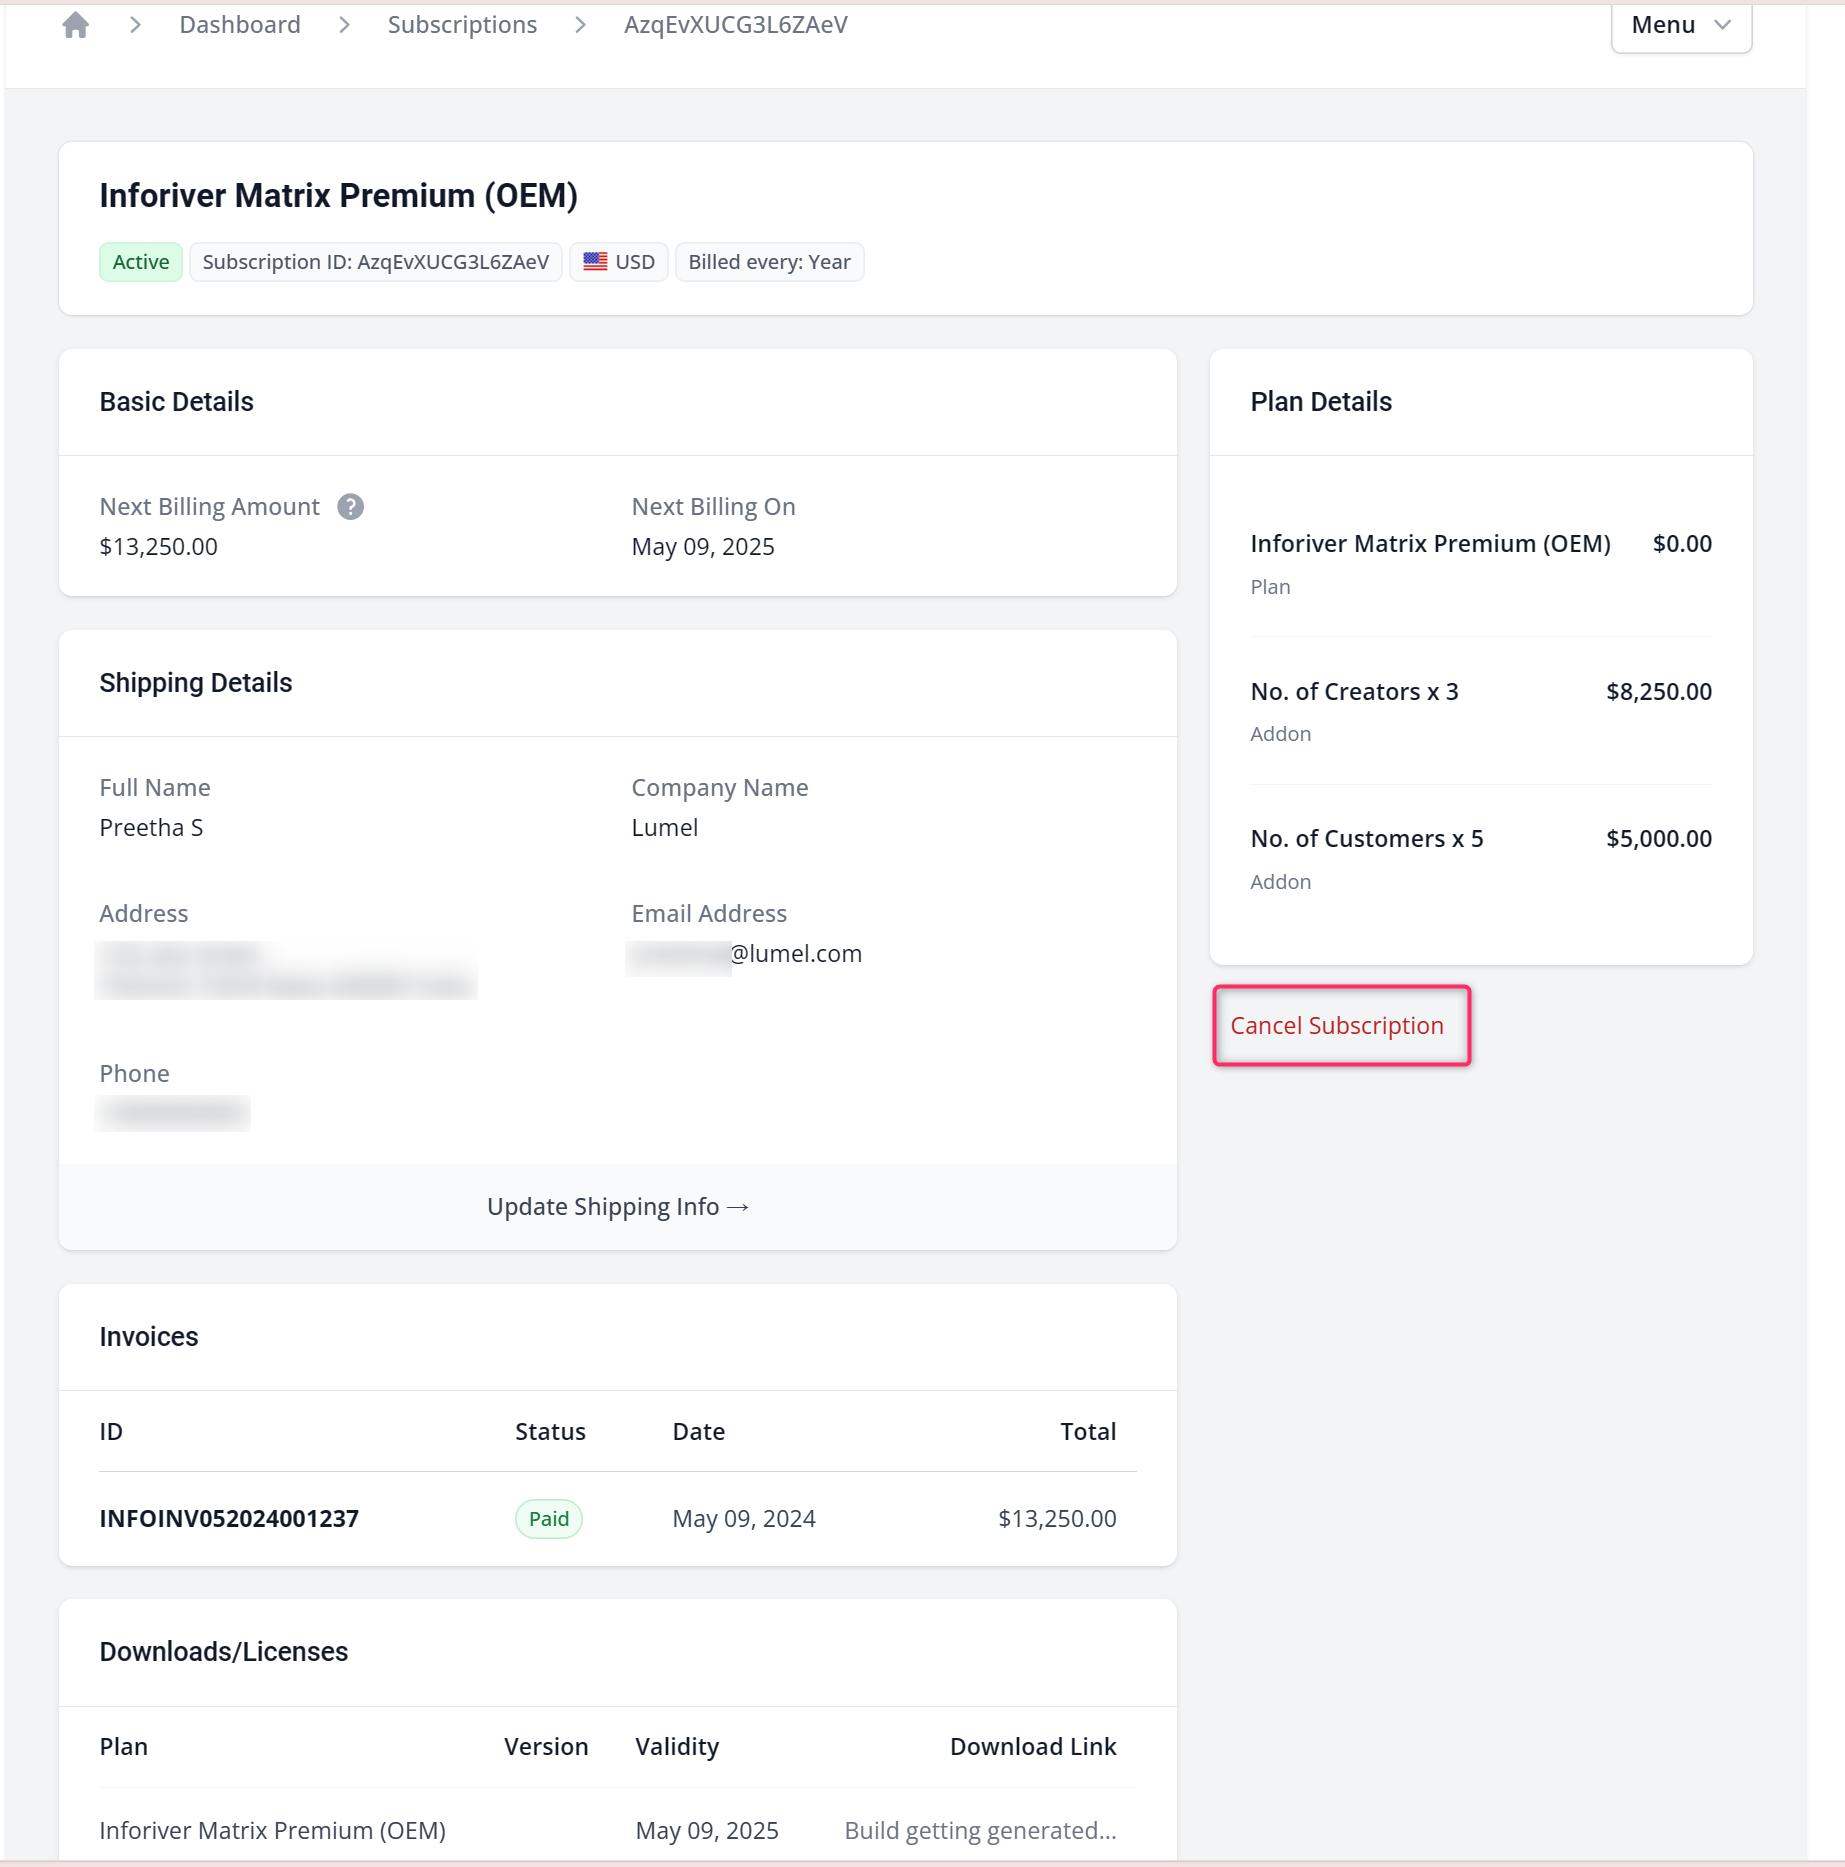 Dashboard Subscriptions AzqEvXUCG3L6ZAeV Menu
Inforiver Matrix Premium (OEM)
Active Subscription ID: AzqEvXUCG3L6ZAeV USD Billed every: Year
Basic Details
Next Billing Amount ? Next Billing On
$13,250.00 May 09, 2025
Plan Details
Inforiver Matrix Premium (OEM) $0.00
Plan
No. of Creators x 3 $8,250.00
Addon
No. of Customers x 5 $5,000.00
Addon
Cancel Subscription
Shipping Details
Full Name Company Name
Preetha S Lumel
Address Email Address
@lumel.com
Phone
Update Shipping Info →
Invoices
ID Status Date Total
INFOINV052024001237 Paid May 09, 2024 $13,250.00
Downloads/Licenses
Plan Version Validity Download Link
Inforiver Matrix Premium (OEM) May 09, 2025 Build getting generated...